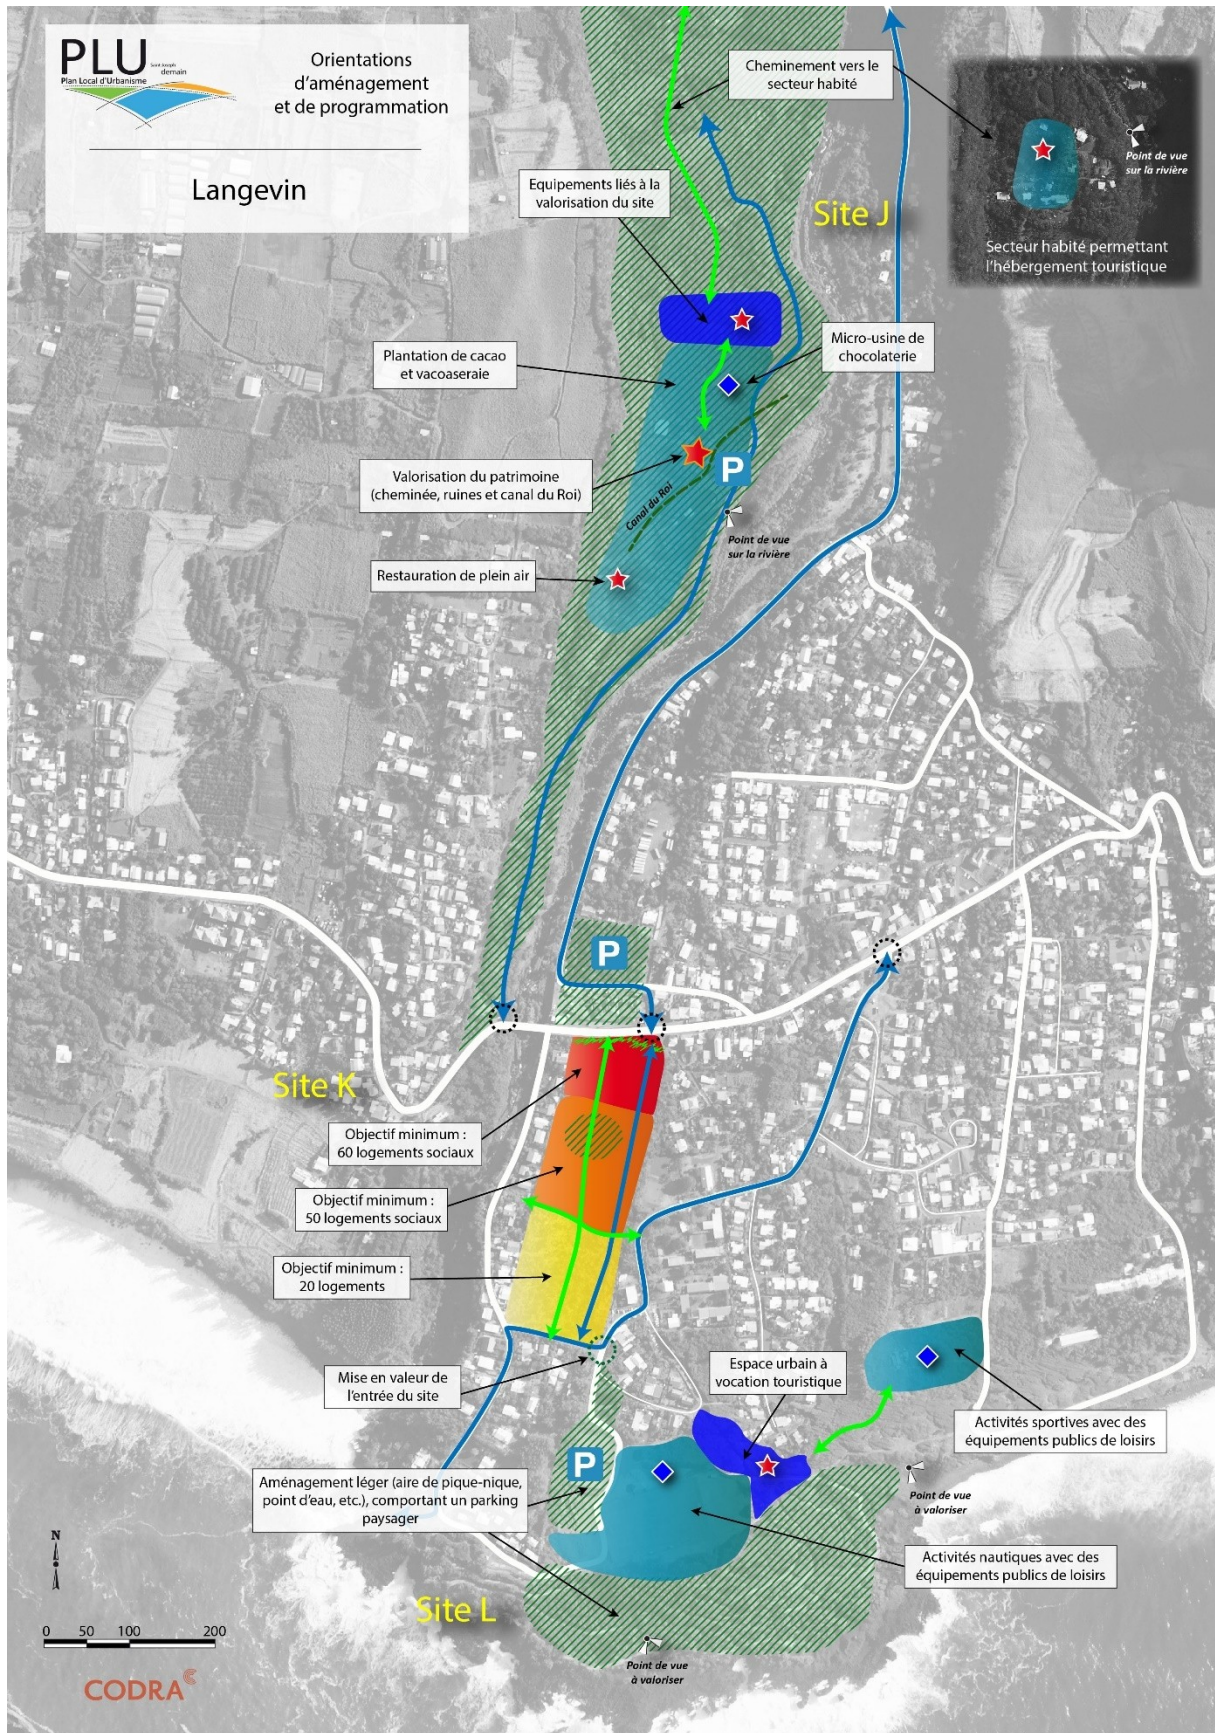 PLU
Saint Joseph
demain
Plan Local d'Urbanisme
Orientations
d'aménagement
et de programmation
Langevin
Cheminement vers le
secteur habité
Point de vue
sur la rivière
Secteur habité permettant
l'hébergement touristique
Equipements liés à la
valorisation du site
Site J
Plantation de cacao
et vacoaseraie
Micro-usine de
chocolaterie
Valorisation du patrimoine
(cheminée, ruines et canal du Roi)
P
Canal du Roi
Point de vue
sur la rivière
Restauration de plein air
P
Site K
Objectif minimum :
60 logements sociaux
Objectif minimum :
50 logements sociaux
Objectif minimum :
20 logements
Mise en valeur de
l'entrée du site
Espace urbain à
vocation touristique
Activités sportives avec des
équipements publics de loisirs
P
Aménagement léger (aire de pique-nique,
point d'eau, etc.), comportant un parking
paysager
Point de vue
à valoriser
Activités nautiques avec des
équipements publics de loisirs
Site L
Point de vue
à valoriser
N
0 50 100 200
CODRA